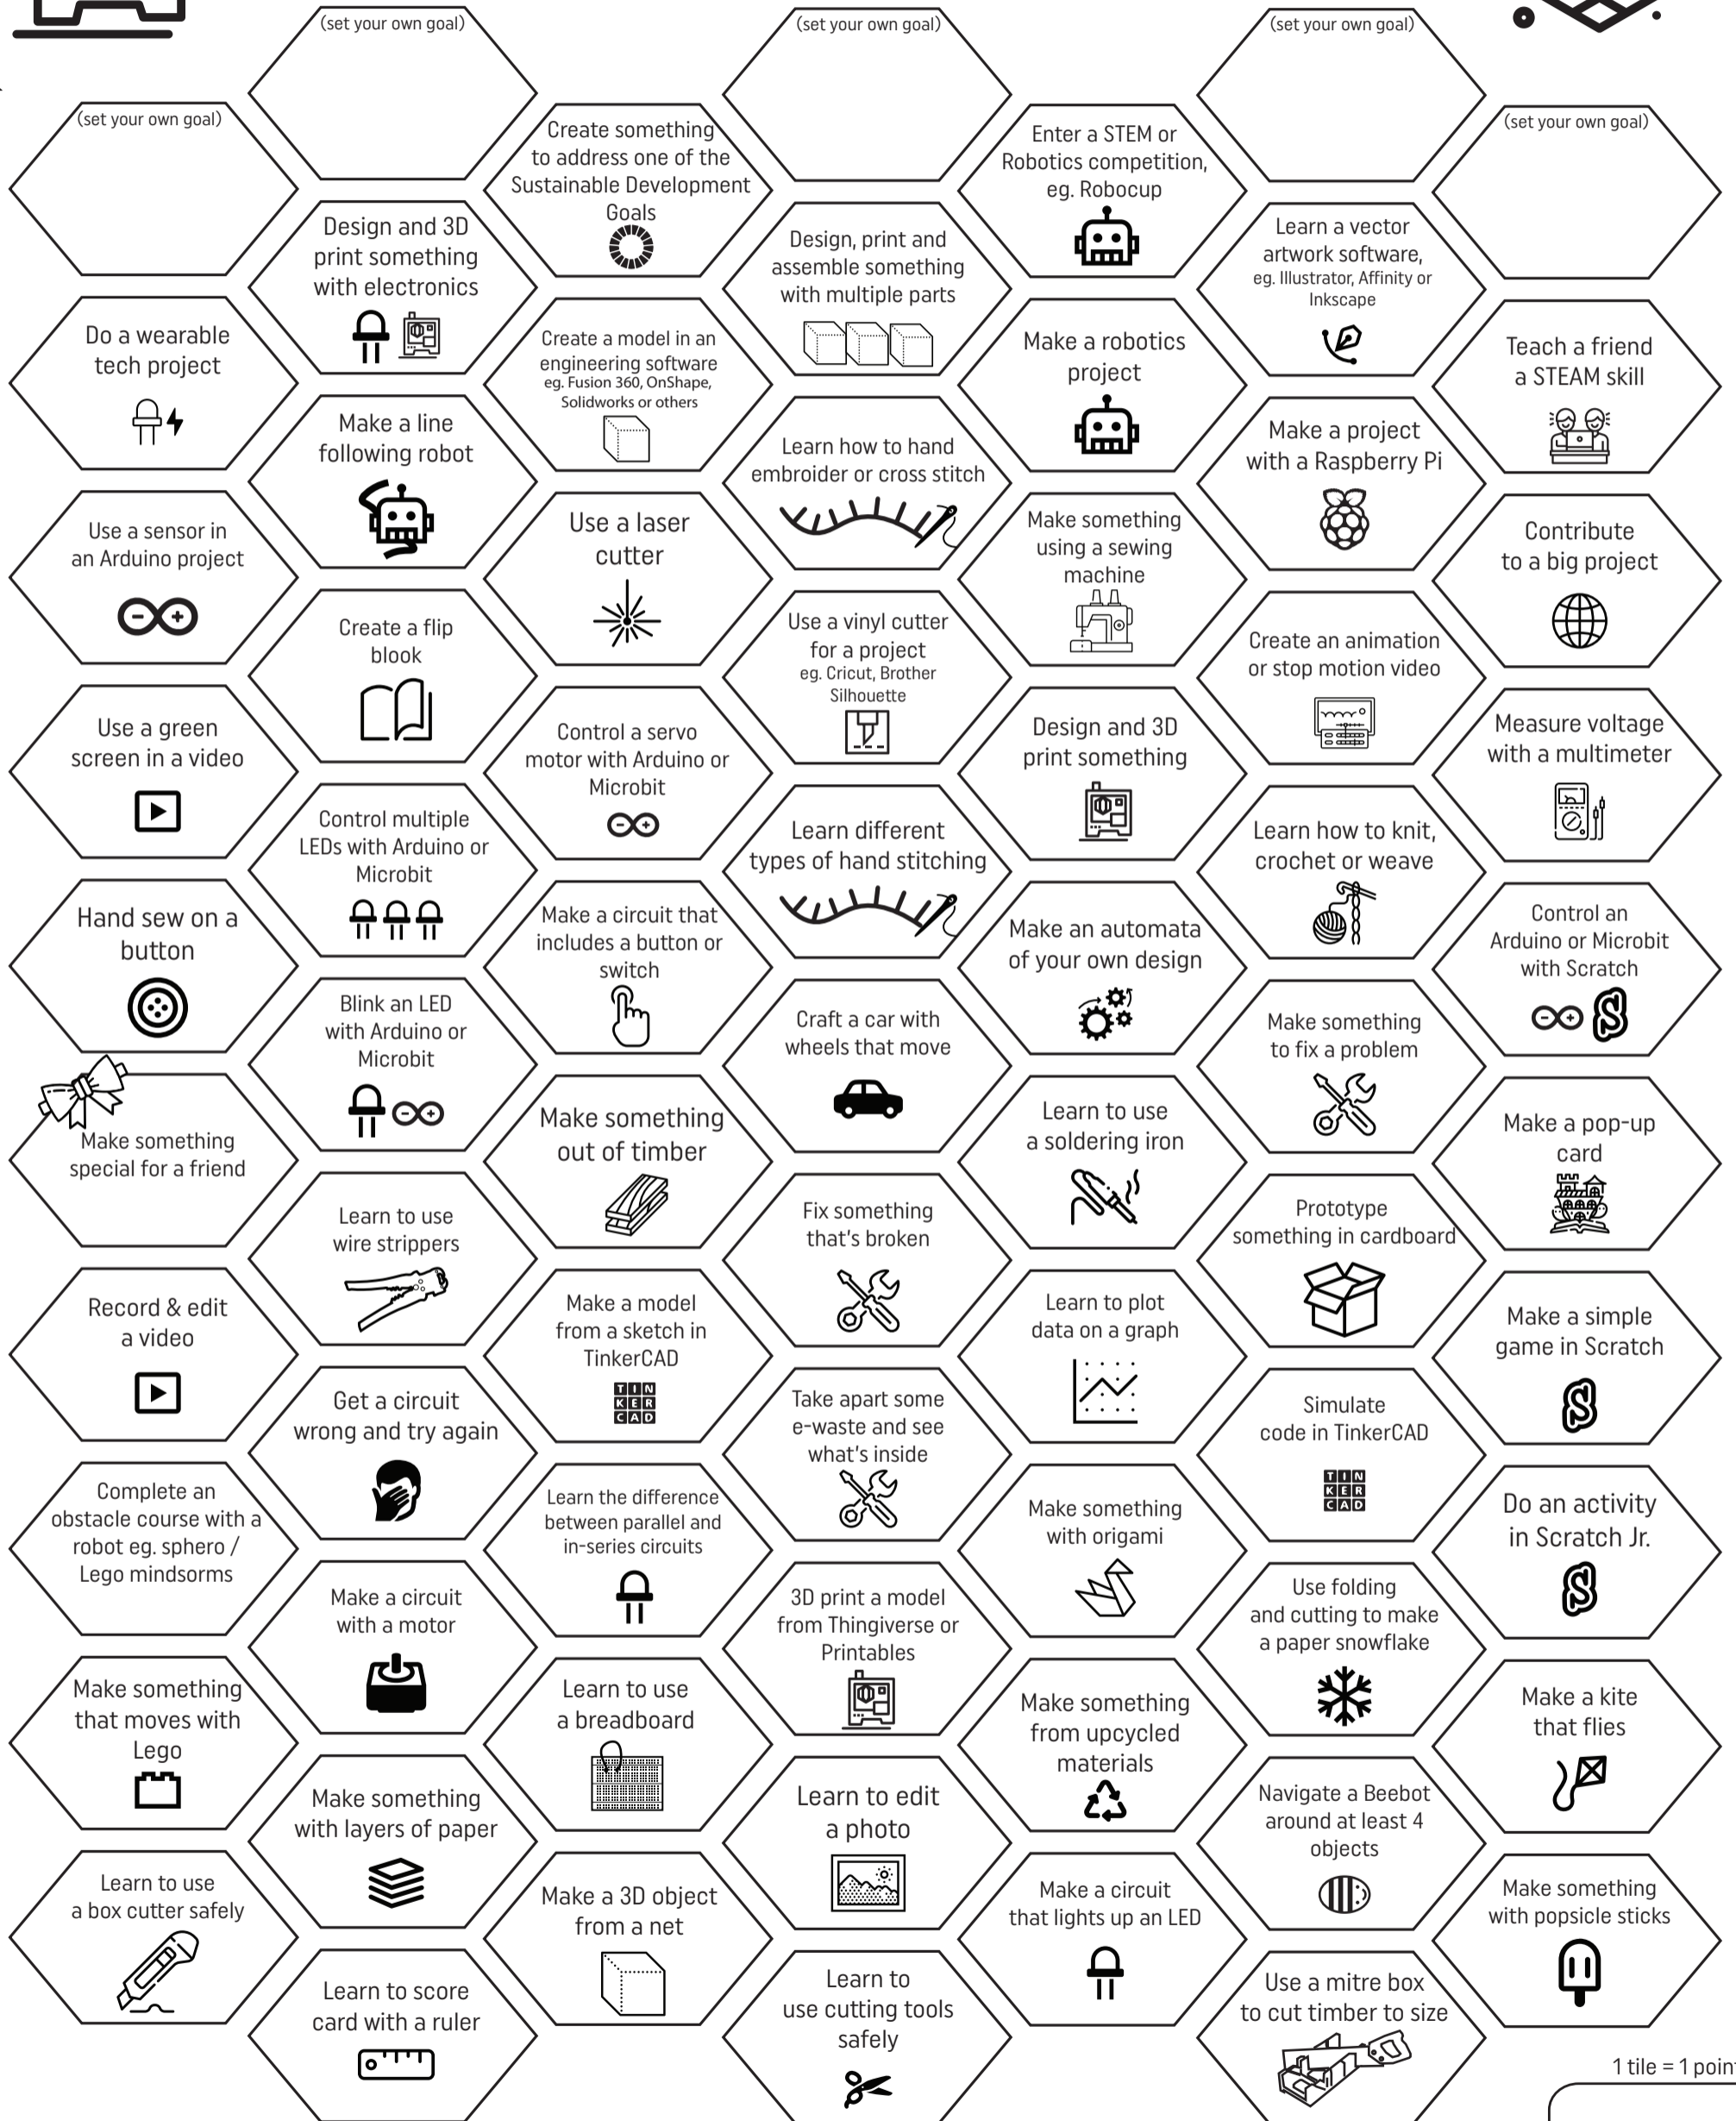 (set your own goal)
(set your own goal)
(set your own goal)
(set your own goal)
(set your own goal)
Create something
to address one of the
Sustainable Development
Goals
Enter a STEM or
Robotics competition,
eg. Robocup
Design and 3D
print something
with electronics
Design, print and
assemble something
with multiple parts
Learn a vector
artwork software,
eg. Illustrator, Affinity or
Inkscape
Do a wearable
tech project
Create a model in an
engineering software
eg. Fusion 360, OnShape,
Solidworks or others
Make a robotics
project
Teach a friend
a STEAM skill
Make a line
following robot
Learn how to hand
embroider or cross stitch
Make a project
with a Raspberry Pi
Use a sensor in
an Arduino project
Use a laser
cutter
Make something
using a sewing
machine
Contribute
to a big project
Create a flip
blook
Use a vinyl cutter
for a project
eg. Cricut, Brother
Silhouette
Create an animation
or stop motion video
Use a green
screen in a video
Control a servo
motor with Arduino or
Microbit
Design and 3D
print something
Measure voltage
with a multimeter
Control multiple
LEDs with Arduino or
Microbit
Learn different
types of hand stitching
Learn how to knit,
crochet or weave
Hand sew on a
button
Make a circuit that
includes a button or
switch
Make an automata
of your own design
Control an
Arduino or Microbit
with Scratch
Blink an LED
with Arduino or
Microbit
Craft a car with
wheels that move
Make something
to fix a problem
Make something
special for a friend
Make something
out of timber
Learn to use
a soldering iron
Make a pop-up
card
Learn to use
wire strippers
Fix something
that's broken
Prototype
something in cardboard
Record & edit
a video
Make a model
from a sketch in
TinkerCAD
TIN
KER
CAD
Learn to plot
data on a graph
Make a simple
game in Scratch
Get a circuit
wrong and try again
Take apart some
e-waste and see
what's inside
Simulate
code in TinkerCAD
TIN
KER
CAD
Complete an
obstacle course with a
robot eg. sphero /
Lego mindsorms
Learn the difference
between parallel and
in-series circuits
Make something
with origami
Do an activity
in Scratch Jr.
Make a circuit
with a motor
3D print a model
from Thingiverse or
Printables
Use folding
and cutting to make
a paper snowflake
Make something
that moves with
Lego
Learn to use
a breadboard
Make something
from upcycled
materials
Make a kite
that flies
Make something
with layers of paper
Learn to edit
a photo
Navigate a Beebot
around at least 4
objects
Learn to use
a box cutter safely
Make a 3D object
from a net
Make a circuit
that lights up an LED
Make something
with popsicle sticks
Learn to score
card with a ruler
Learn to
use cutting tools
safely
Use a mitre box
to cut timber to size
1 tile = 1 poin